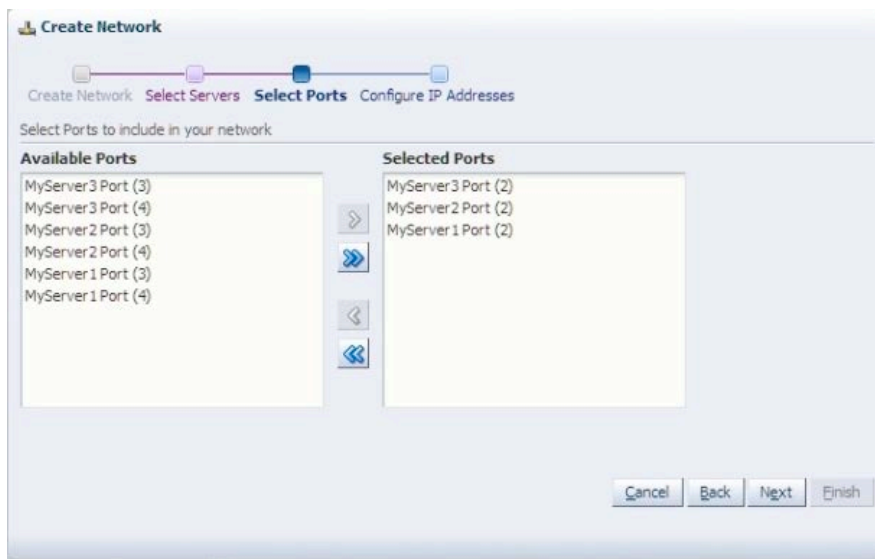 Create Network
Create Network Select Servers Select Ports Configure IP Addresses
Select Ports to include in your network
Available Ports
MyServer3 Port (3)
MyServer3 Port (4)
MyServer2 Port (3)
MyServer2 Port (4)
MyServer1 Port (3)
MyServer1 Port (4)
Selected Ports
MyServer3 Port (2)
MyServer2 Port (2)
MyServer1 Port (2)
Cancel Back Next Finish